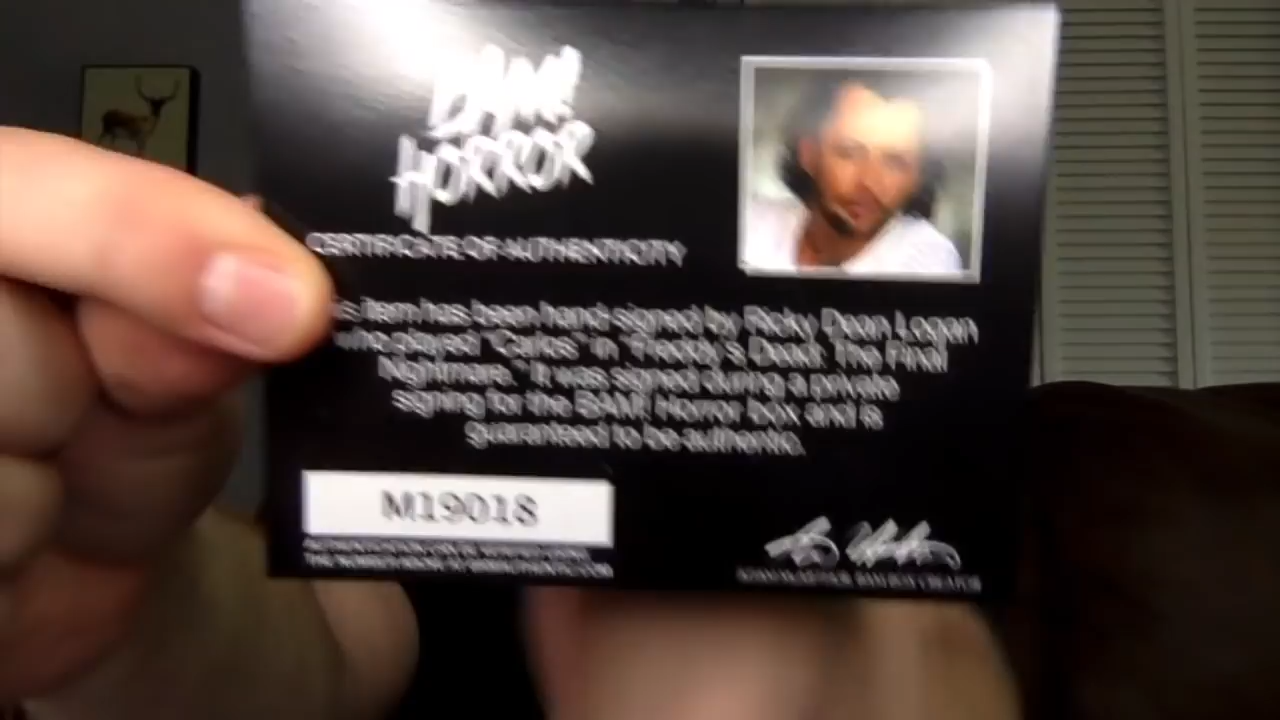 BAM!
HORROR
CERTIFICATE OF AUTHENTICITY
is item has been hand-signed by Ricky Dean Logan
who played "Carlos" in "Freddy's Dead: The Final
Nightmare." It was signed during a private
signing for the BAM! Horror box and is
guaranteed to be authentic.
M19018